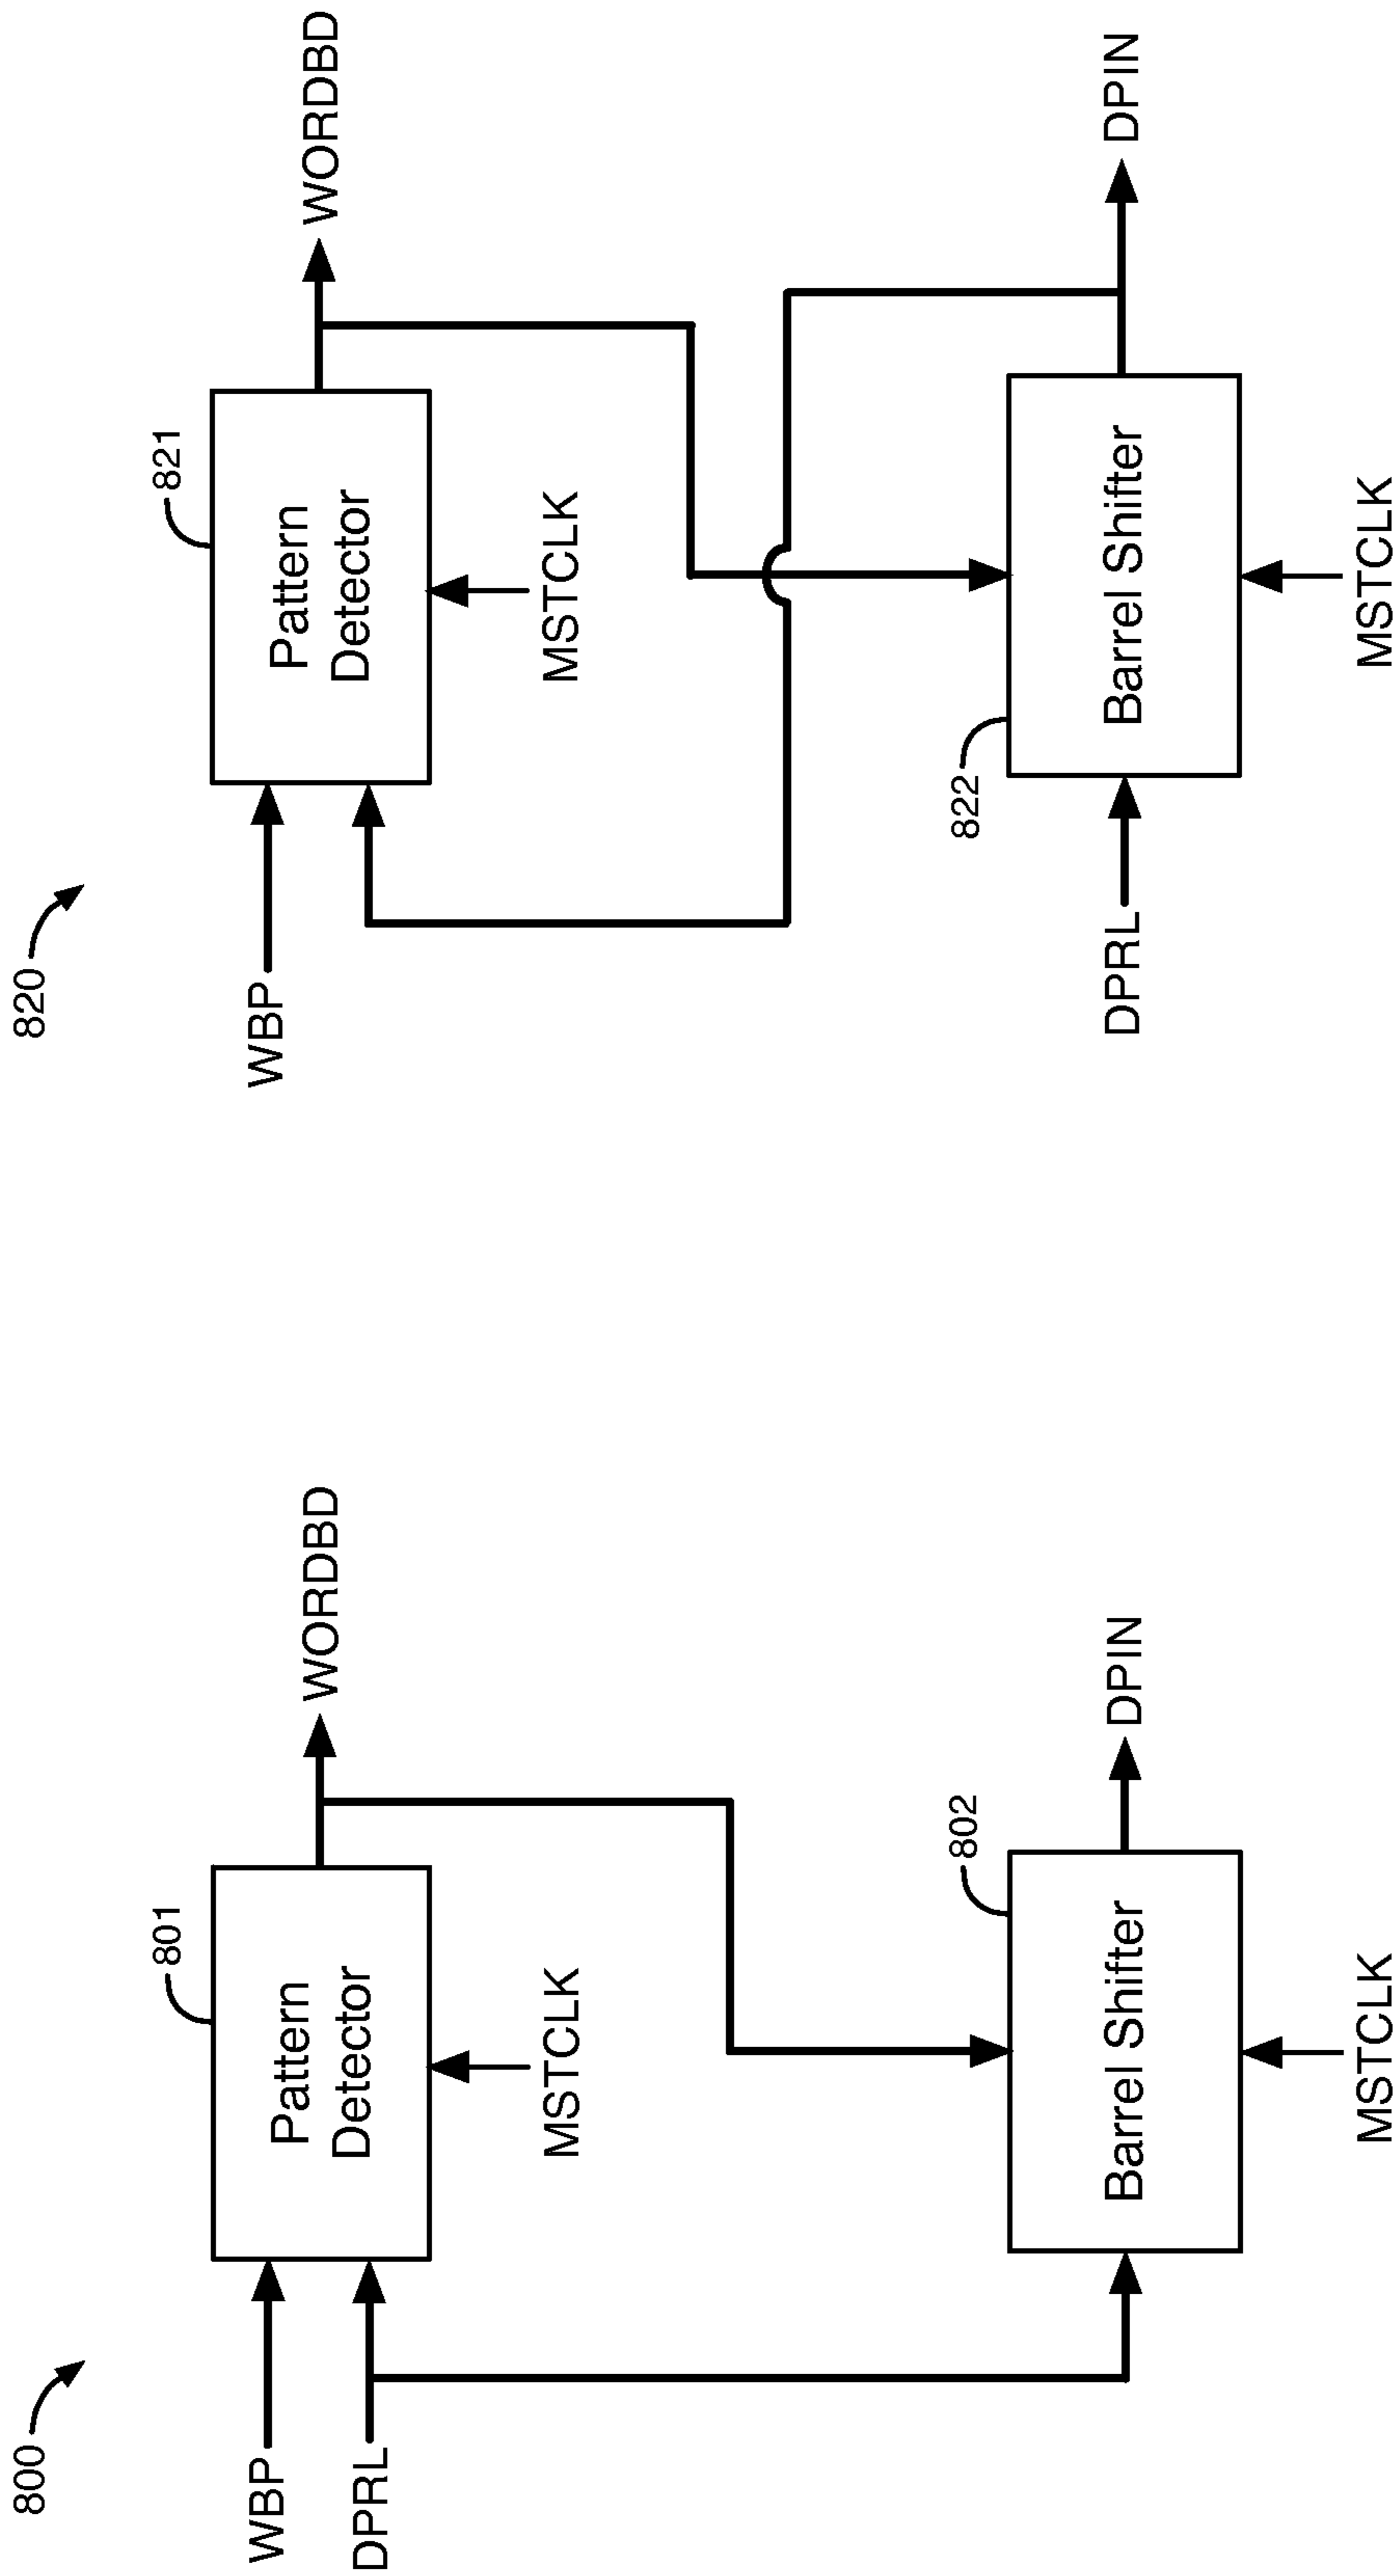 800
WBP
DPRL
801
Pattern
Detector
MSTCLK
WORDBD
802
Barrel Shifter
MSTCLK
DPIN
820
WBP
821
Pattern
Detector
MSTCLK
WORDBD
DPRL
822
Barrel Shifter
MSTCLK
DPIN